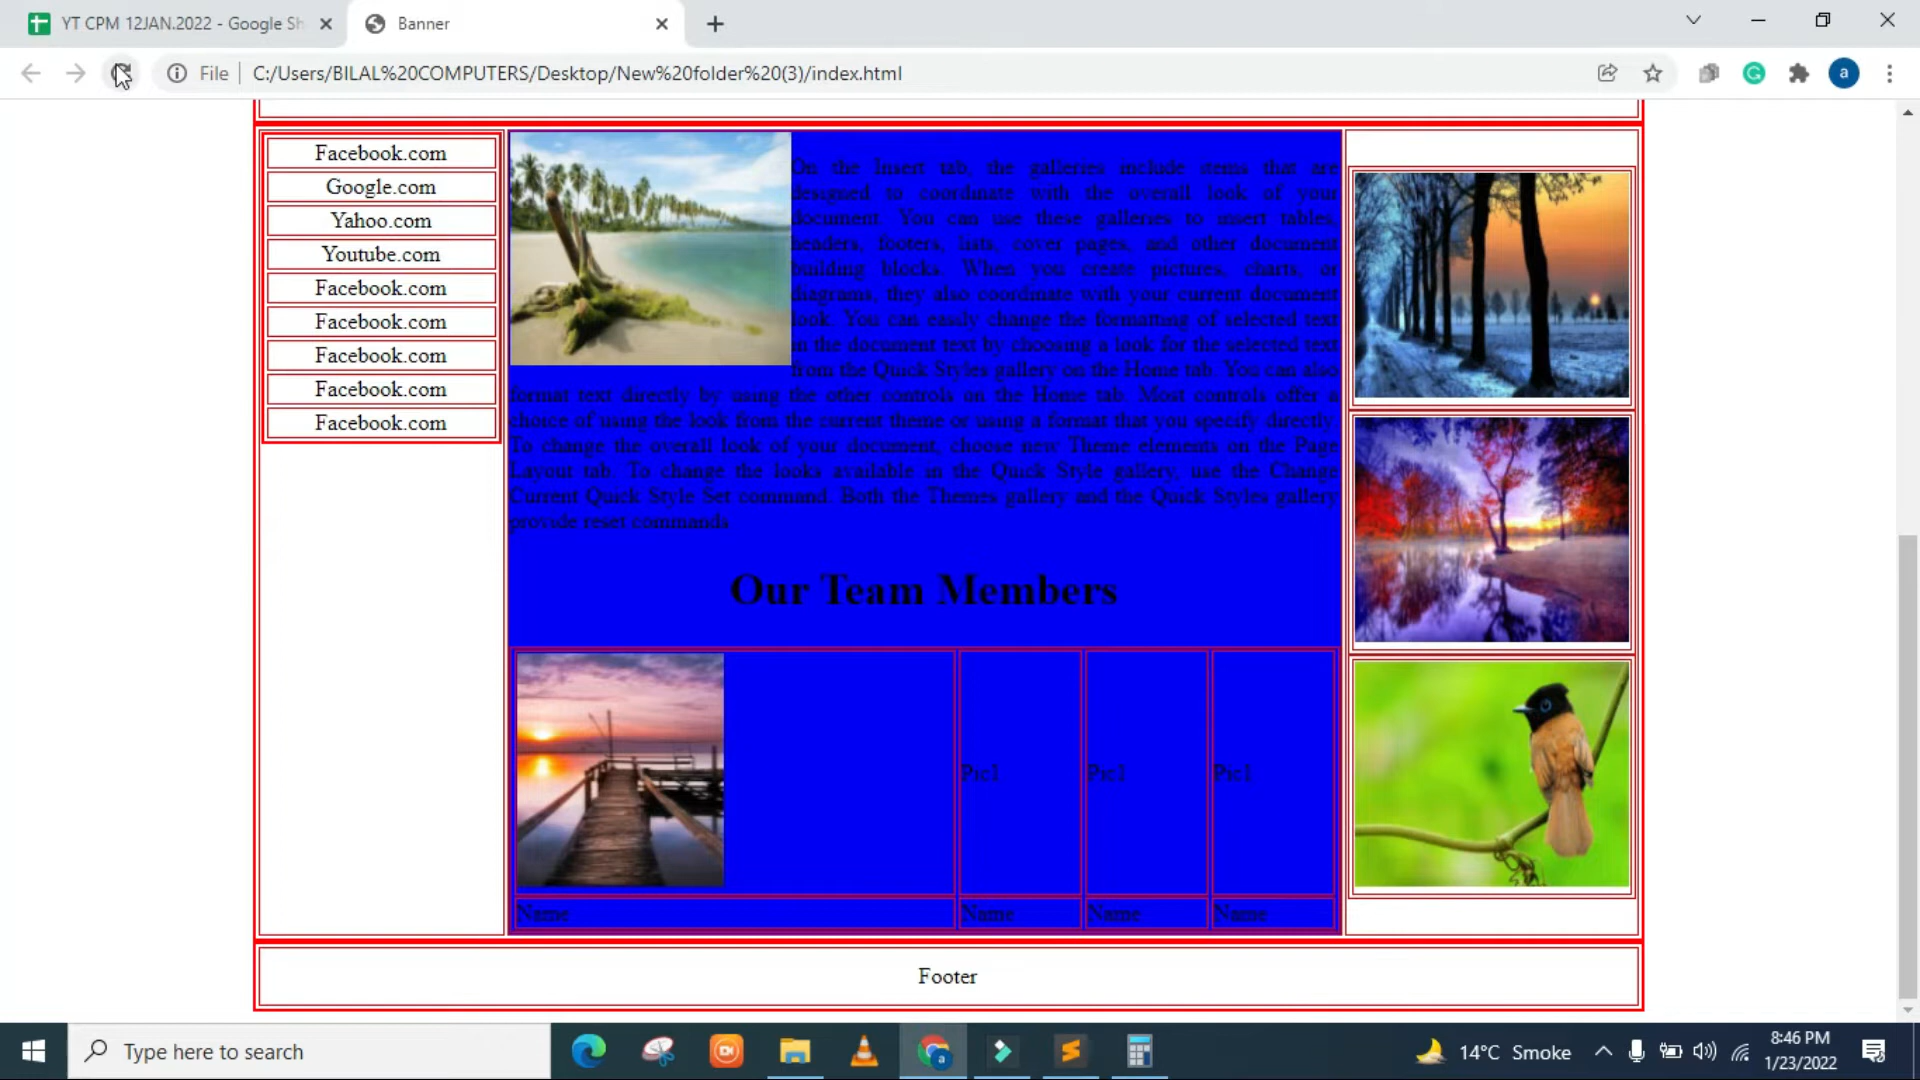 YT CPM 12JAN.2022 - Google Sh
Banner
File
C:/Users/BILAL%20COMPUTERS/Desktop/New%20folder%20(3)/index.html
a
Facebook.com
Google.com
Yahoo.com
Youtube.com
Facebook.com
Facebook.com
Facebook.com
Facebook.com
Facebook.com
On the Insert tab, the galleries include items that are
designed to coordinate with the overall look of your
document. You can use these galleries to insert tables,
headers, footers, lists, cover pages, and other document
building blocks. When you create pictures, charts, or
diagrams, they also coordinate with your current document
look. You can easily change the formatting of selected text
in the document text by choosing a look for the selected text
from the Quick Styles gallery on the Home tab. You can also
format text directly by using the other controls on the Home tab. Most controls offer a
choice of using the look from the current theme or using a format that you specify directly.
To change the overall look of your document, choose new Theme elements on the Page
Layout tab. To change the looks available in the Quick Style gallery, use the Change
Current Quick Style Set command. Both the Themes gallery and the Quick Styles gallery
provide reset commands
Our Team Members
Pic1 Pic1 Pic1
Name Name Name Name
Footer
Type here to search
a
14°C Smoke
8:46 PM
1/23/2022